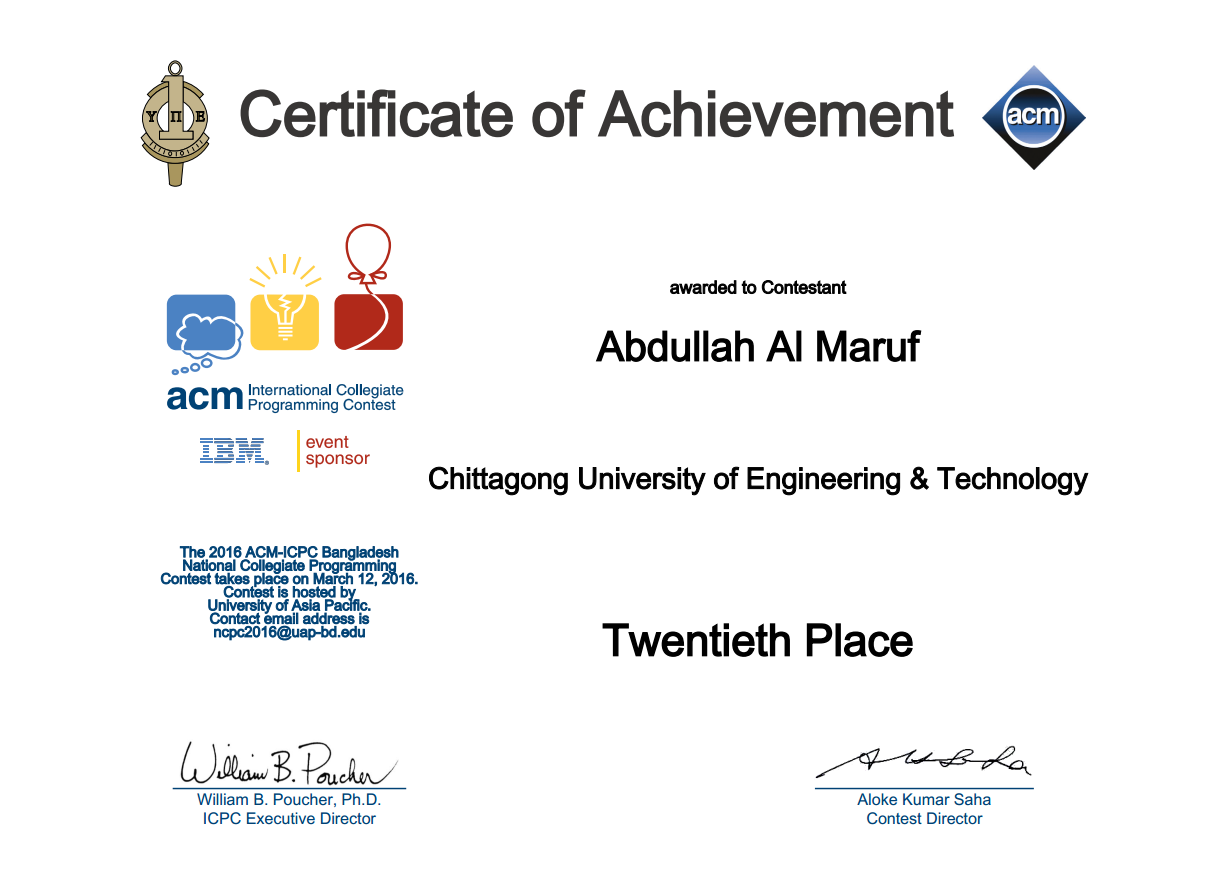 Certificate of Achievement
Υ Π Ε
acm
awarded to Contestant
Abdullah Al Maruf
acm International Collegiate
Programming Contest
IBM®
event
sponsor
Chittagong University of Engineering & Technology
The 2016 ACM-ICPC Bangladesh
National Collegiate Programming
Contest takes place on March 12, 2016.
Contest is hosted by
University of Asia Pacific.
Contact email address is
ncpc2016@uap-bd.edu
Twentieth Place
William B. Poucher
William B. Poucher, Ph.D.
ICPC Executive Director
Aloke Kumar Saha
Contest Director